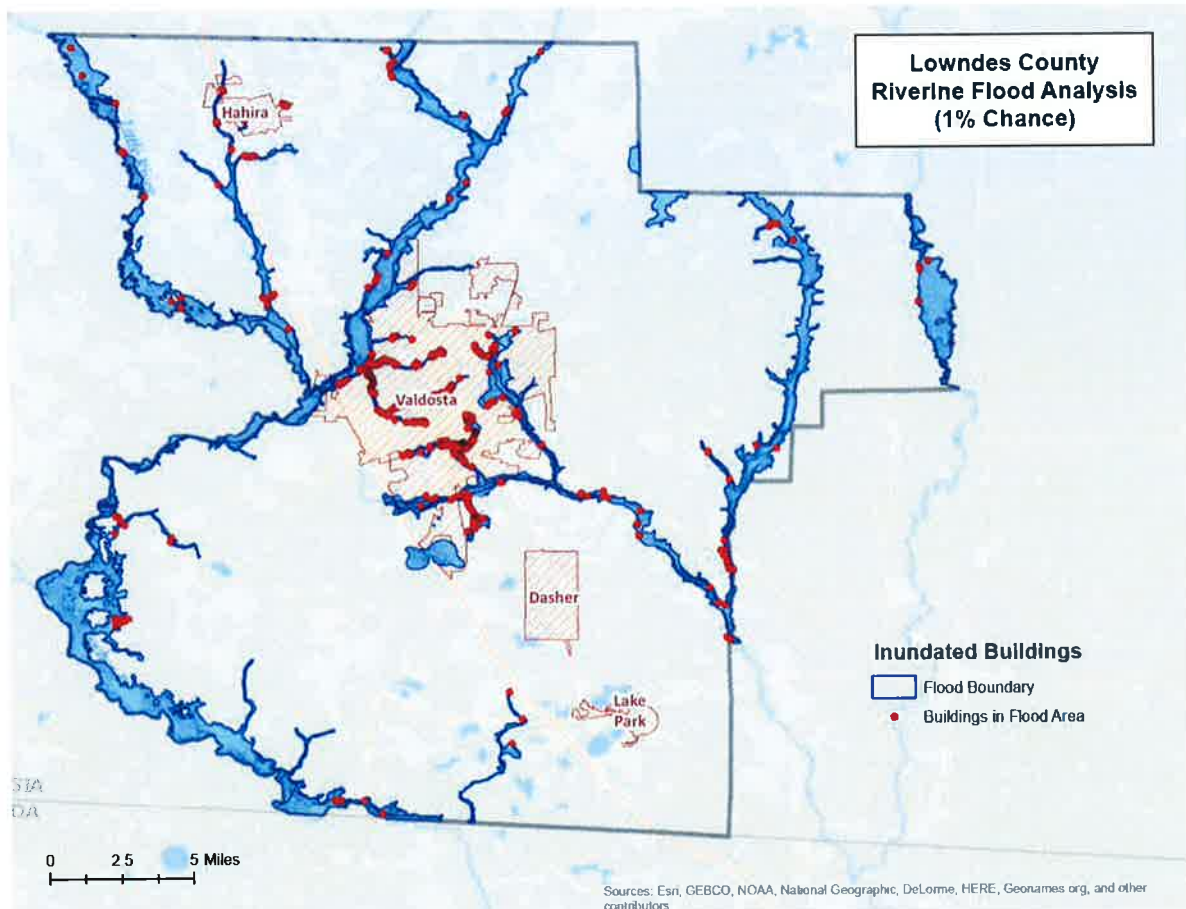 Lowndes County
Riverine Flood Analysis
(1% Chance)
Hahira
Valdosta
Dasher
Lake
Park
Inundated Buildings
Flood Boundary
Buildings in Flood Area
STA
DA
0 2.5 5 Miles
Sources: Esri, GEBCO, NOAA, National Geographic, DeLorme, HERE, Geonames.org, and other
contributors